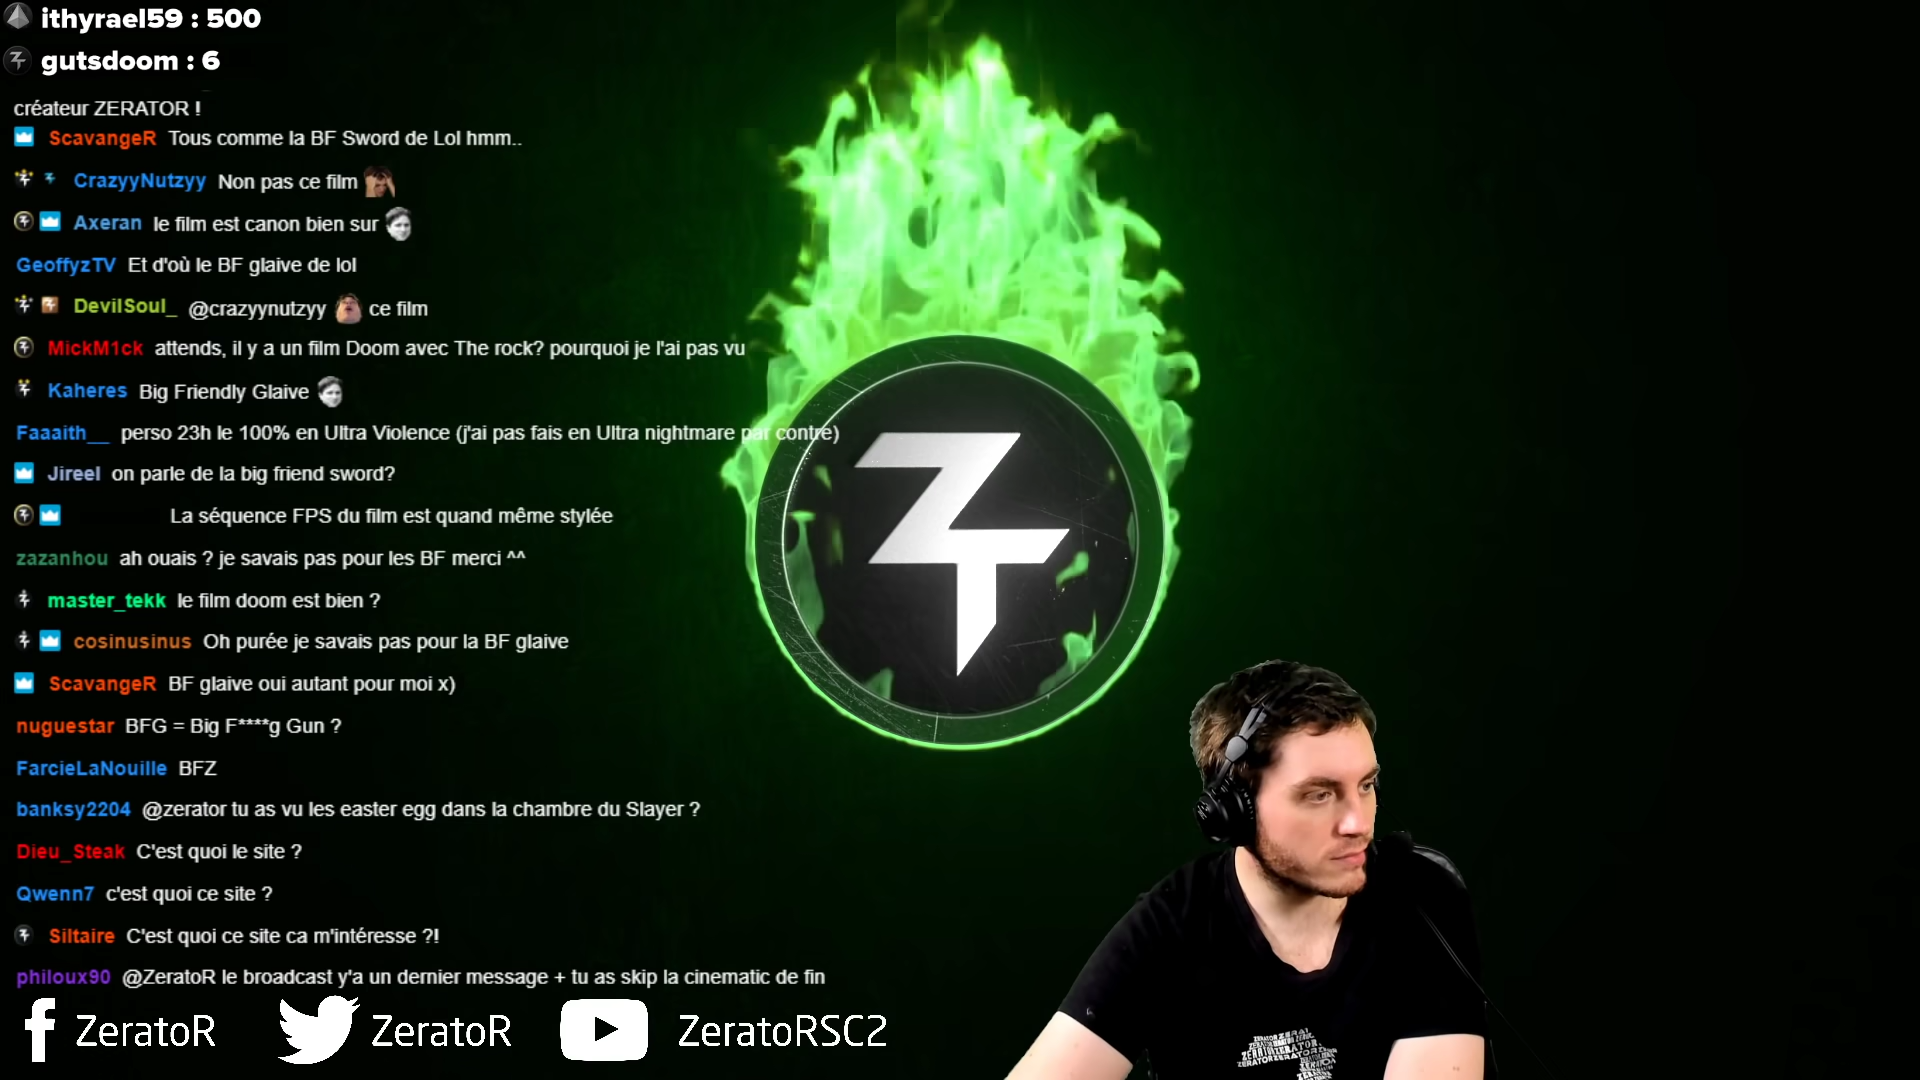 ithyrael59 : 500
gutsdoom : 6
créateur ZERATOR !
ScavangeR Tous comme la BF Sword de Lol hmm..
CrazyyNutzyy Non pas ce film
Axeran le film est canon bien sur
GeoffyzTV Et d'où le BF glaive de lol
DevilSoul_ @crazyynutzyy ce film
MickM1ck attends, il y a un film Doom avec The rock? pourquoi je l'ai pas vu
Kaheres Big Friendly Glaive
Faaaith__ perso 23h le 100% en Ultra Violence (j'ai pas fais en Ultra nightmare par contre)
Jireel on parle de la big friend sword?
La séquence FPS du film est quand même stylée
zazanhou ah ouais ? je savais pas pour les BF merci ^^
master_tekk le film doom est bien ?
cosinusinus Oh purée je savais pas pour la BF glaive
ScavangeR BF glaive oui autant pour moi x)
nuguestar BFG = Big F****g Gun ?
FarcieLaNouille BFZ
banksy2204 @zerator tu as vu les easter egg dans la chambre du Slayer ?
Dieu_Steak C'est quoi le site ?
Qwenn7 c'est quoi ce site ?
Siltaire C'est quoi ce site ca m'intéresse ?!
philoux90 @ZeratoR le broadcast y'a un dernier message + tu as skip la cinematic de fin
ZeratoR ZeratoR ZeratoRSC2
ZT